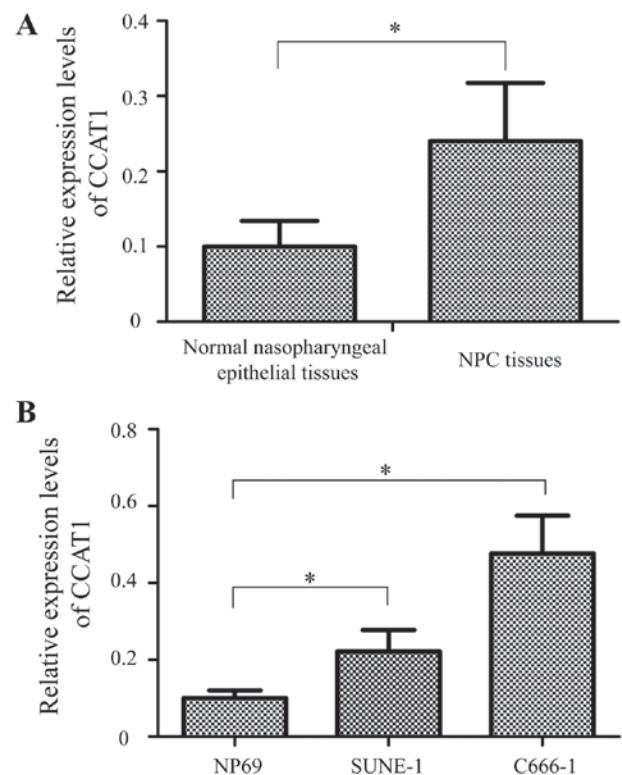 A
Relative expression levels
of CCAT1
0.4
0.3
0.2
0.1
0
*
Normal nasopharyngeal
epithelial tissues
NPC tissues
B
Relative expression levels
of CCAT1
0.8
0.6
0.4
0.2
0
*
*
NP69
SUNE-1
C666-1